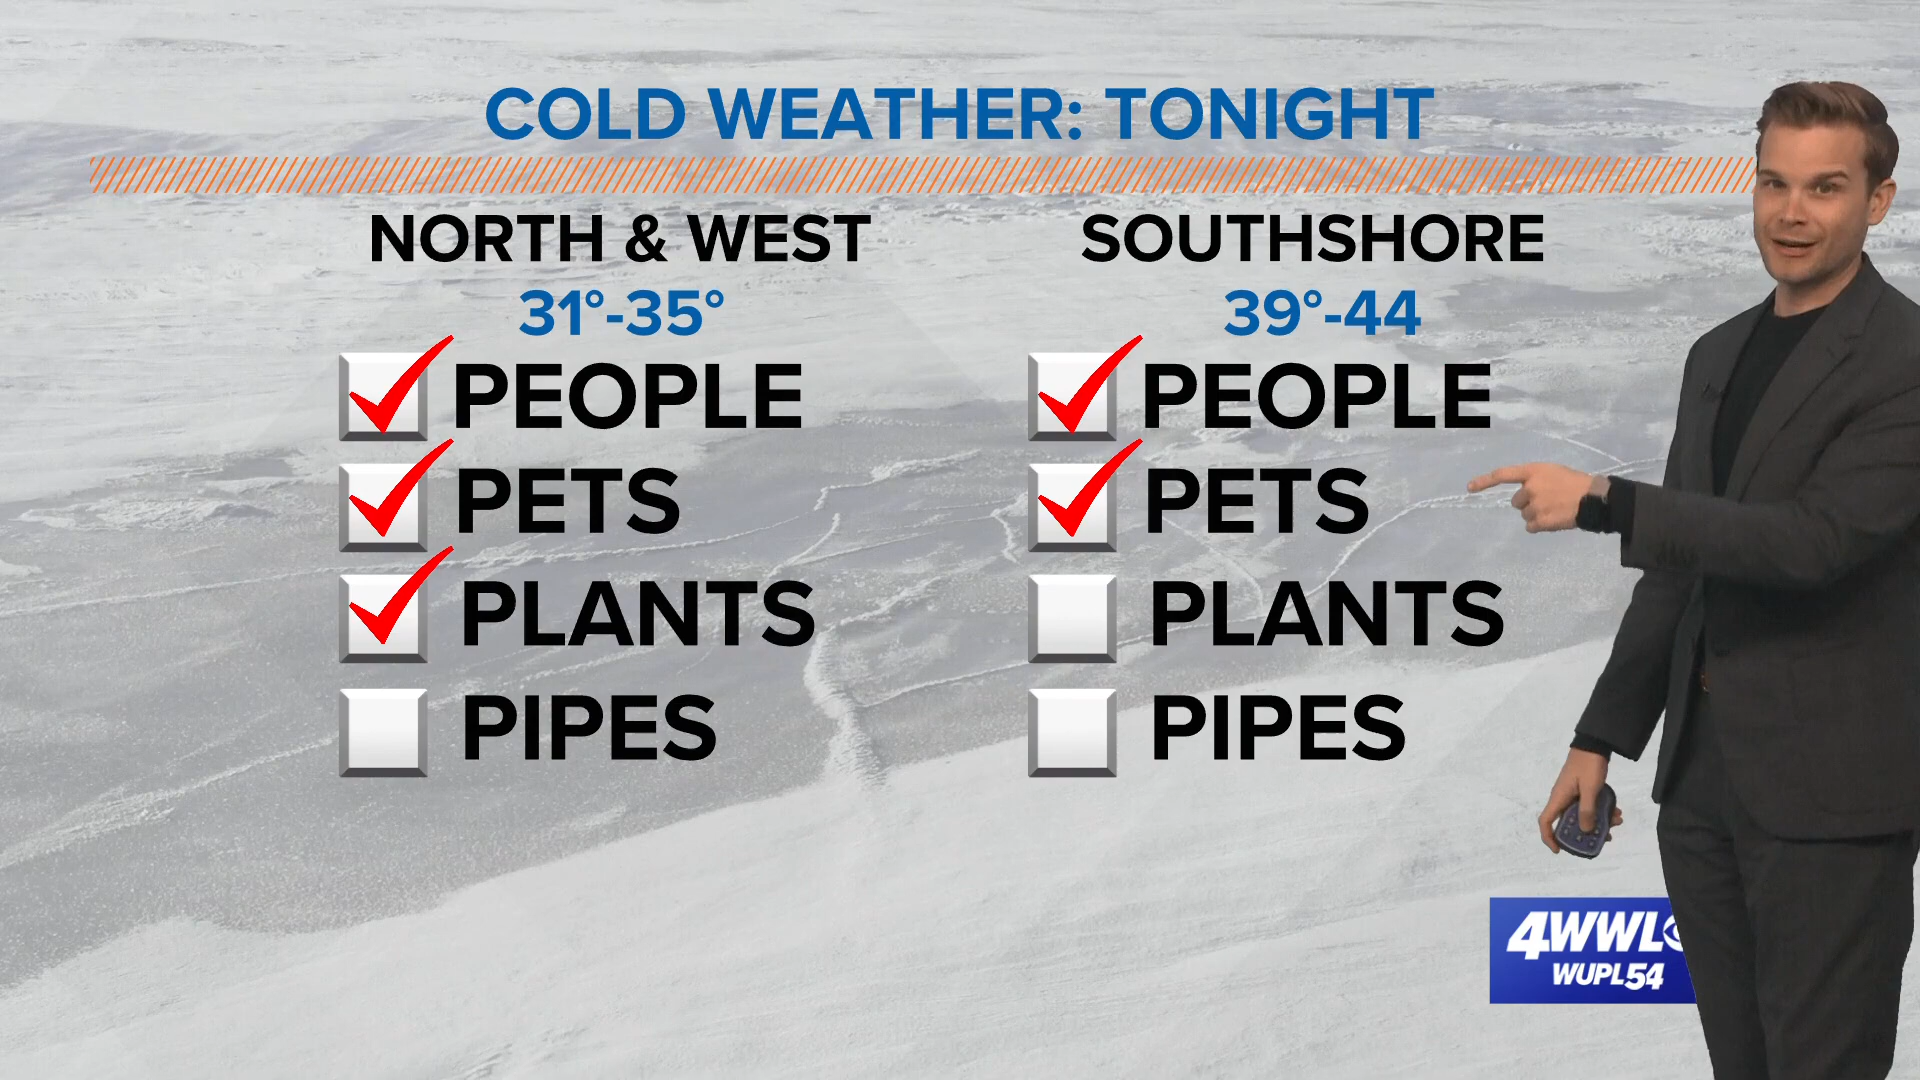 COLD WEATHER: TONIGHT
NORTH & WEST
31°-35°
PEOPLE
PETS
PLANTS
PIPES
SOUTHSHORE
39°-44
PEOPLE
PETS
PLANTS
PIPES
4WWL
WUPL54